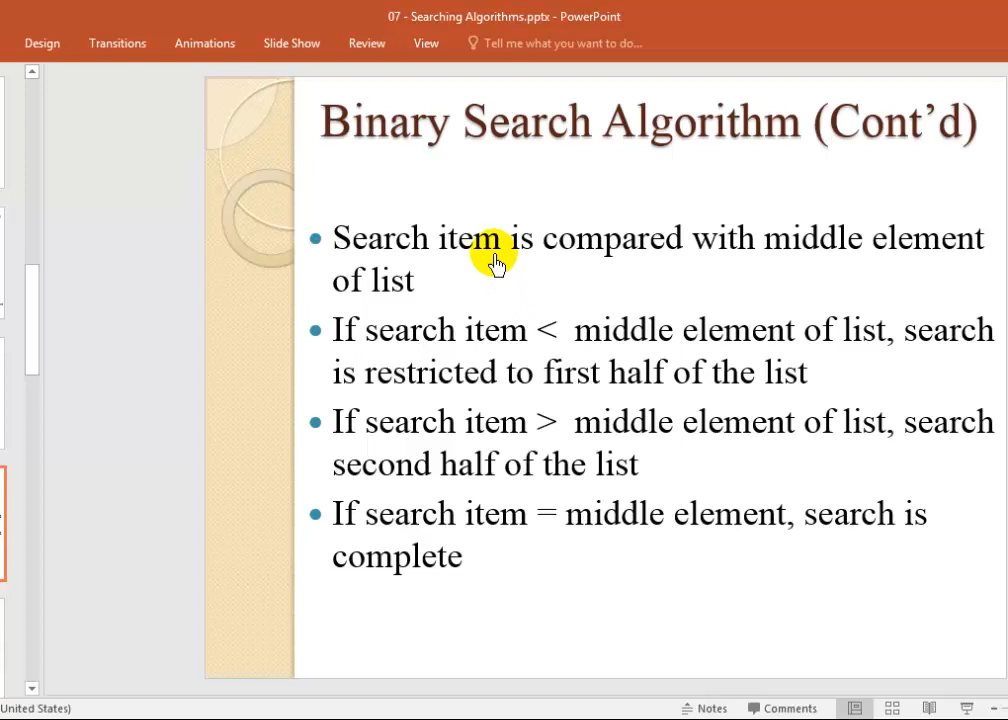 07 - Searching Algorithms.pptx - PowerPoint
Design Transitions Animations Slide Show Review View Tell me what you want to do...
Binary Search Algorithm (Cont’d)
• Search item is compared with middle element
of list
• If search item < middle element of list, search
is restricted to first half of the list
• If search item > middle element of list, search
second half of the list
• If search item = middle element, search is
complete
United States) Notes Comments